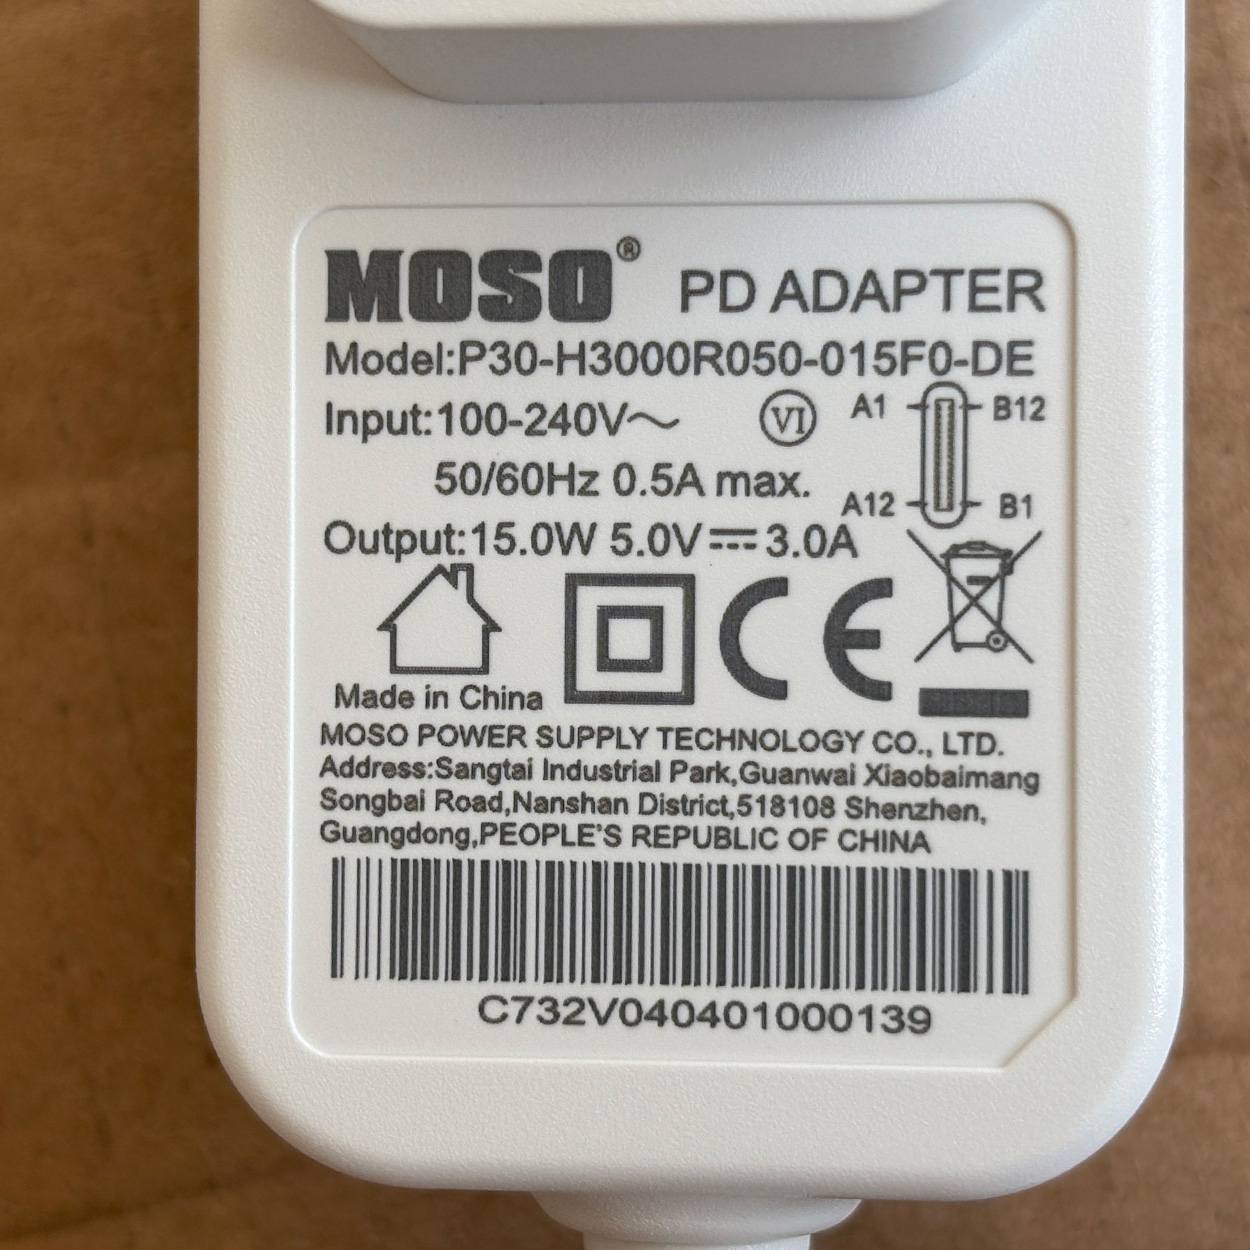 MOSO® PD ADAPTER
Model:P30-H3000R050-015F0-DE
Input:100-240V～ VI A1 B12
50/60Hz 0.5A max. A12 B1
Output:15.0W 5.0V⎓3.0A
CE
Made in China
MOSO POWER SUPPLY TECHNOLOGY CO., LTD.
Address:Sangtai Industrial Park,Guanwai Xiaobaimang
Songbai Road,Nanshan District,518108 Shenzhen,
Guangdong,PEOPLE'S REPUBLIC OF CHINA
C732V040401000139